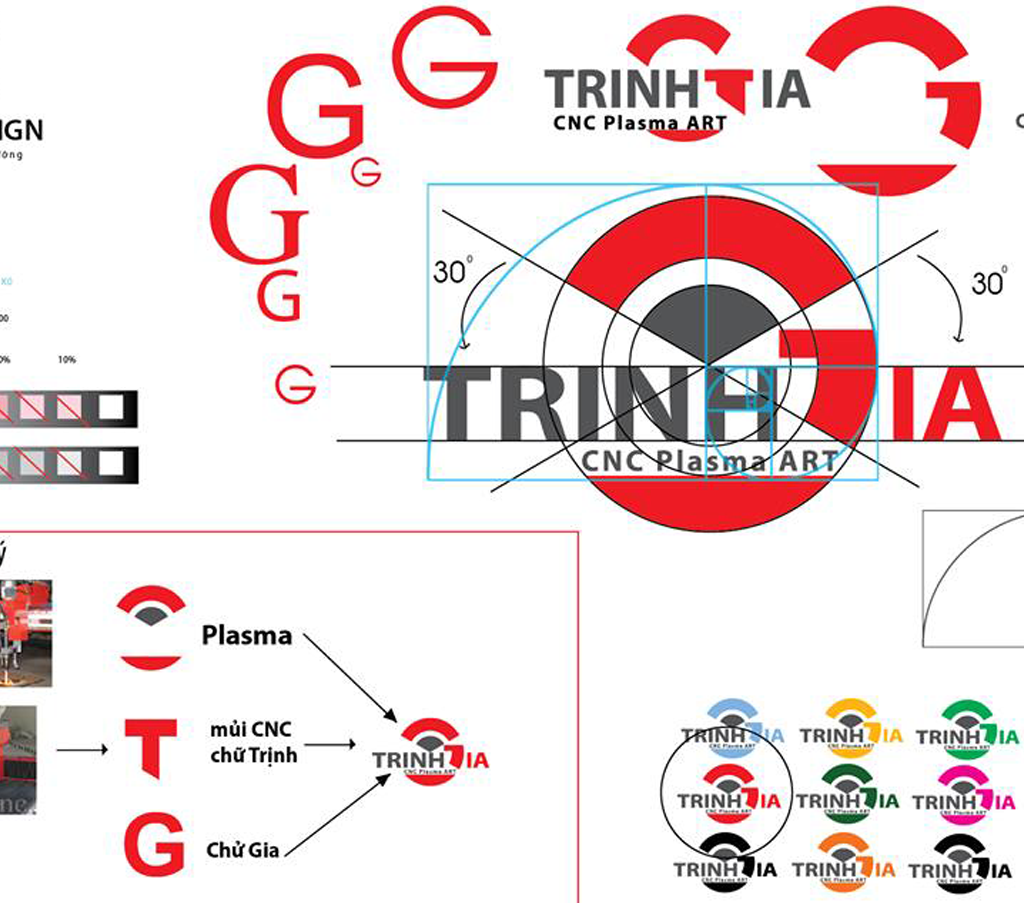 G
G
G
G
G
G
TRINH IA
CNC Plasma ART
G
IGN
K0
00
0%
10%
30°
30°
TRINH IA
CNC Plasma ART
ý
Plasma
T
mủi CNC
chữ Trịnh
G
Chử Gia
TRINH IA
CNC Plasma ART
TRINH IA
CNC Plasma ART
TRINH IA
CNC Plasma ART
TRINH IA
CNC Plasma ART
TRINH IA
CNC Plasma ART
TRINH IA
CNC Plasma ART
TRINH IA
CNC Plasma ART
TRINH IA
CNC Plasma ART
TRINH IA
CNC Plasma ART
TRINH IA
CNC Plasma ART